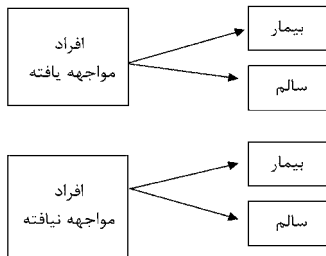 افراد
مواجهه یافته
بیمار
سالم
افراد
مواجهه نیافته
بیمار
سالم